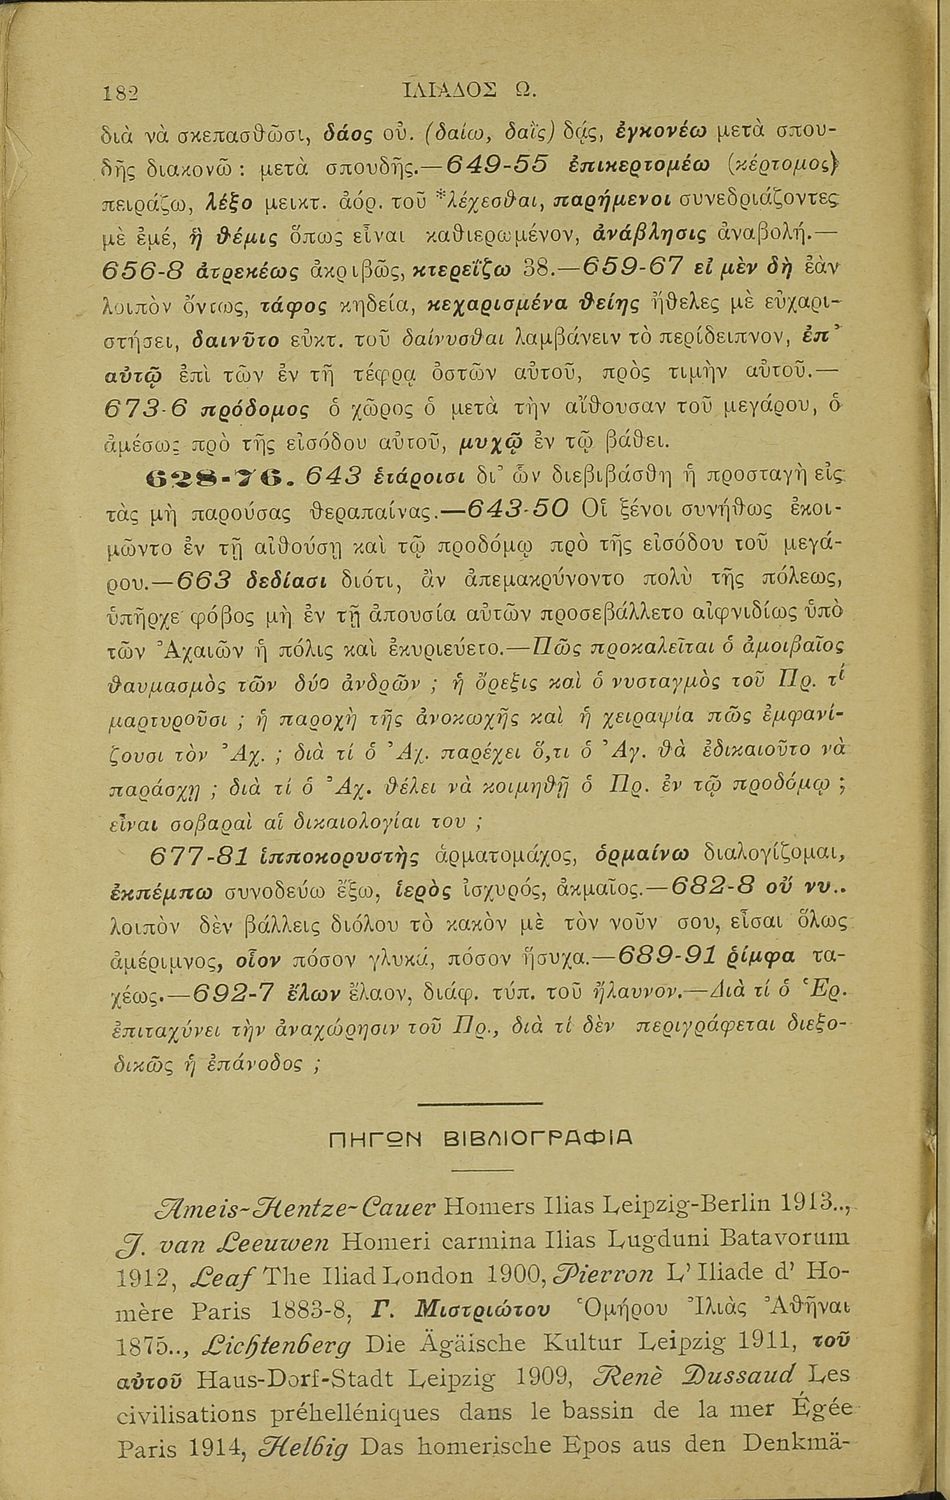 182 ΙΛΙΑΔΟΣ Ω.
διὰ νὰ σκεπασθῶσι, δάος οὐ. (δαίω, δαΐς) δᾴς, ἐγκονέω μετὰ σπου-
δῆς διακονῶ: μετὰ σπουδῆς.—649-55 ἐπικερτομέω (κέρτομος)
πειράζω, λέξο μεικτ. ἀόρ. τοῦ *λέχεσθαι, παρήμενοι συνεδριάζοντες
μὲ ἐμέ, ἣ θέμις ὅπως εἶναι καθιερωμένον, ἀνάβλησις ἀναβολή.—
656-8 ἀτρεκέως ἀκριβῶς, κτερεΐζω 38.—659-67 εἰ μὲν δὴ ἐὰν
λοιπὸν ὄντως, τάφος κηδεία, κεχαρισμένα θείης ἤθελες μὲ εὐχαρι-
στήσει, δαινῦτο εὐκτ. τοῦ δαίνυσθαι λαμβάνειν τὸ περίδειπνον, ἐπ’
αὐτῷ ἐπὶ τῶν ἐν τῇ τέφρᾳ ὀστῶν αὐτοῦ, πρὸς τιμὴν αὐτοῦ.—
673-6 πρόδομος ὁ χῶρος ὁ μετὰ τὴν αἴθουσαν τοῦ μεγάρου, ὁ
ἀμέσως πρὸ τῆς εἰσόδου αὐτοῦ, μυχῷ ἐν τῷ βάθει.
628-76. 643 ἑτάροισι δι’ ὧν διεβιβάσθη ἡ προσταγὴ εἰς
τὰς μὴ παρούσας θεραπαίνας.—643-50 Οἱ ξένοι συνήθως ἐκοι-
μῶντο ἐν τῇ αἰθούσῃ καὶ τῷ προδόμῳ πρὸ τῆς εἰσόδου τοῦ μεγά-
ρου.—663 δεδίασι διότι, ἂν ἀπεμακρύνοντο πολὺ τῆς πόλεως,
ὑπῆρχε φόβος μὴ ἐν τῇ ἀπουσίᾳ αὐτῶν προσεβάλλετο αἰφνιδίως ὑπὸ
τῶν Ἀχαιῶν ἡ πόλις καὶ ἐκυριεύετο.—Πῶς προκαλεῖται ὁ ἀμοιβαῖος
θαυμασμὸς τῶν δύο ἀνδρῶν ; ἡ ὄρεξις καὶ ὁ νυσταγμὸς τοῦ Πρ. τί
μαρτυροῦσι ; ἡ παροχὴ τῆς ἀνοκωχῆς καὶ ἡ χειραψία πῶς ἐμφανί-
ζουσι τὸν Ἀχ. ; διὰ τί ὁ Ἀχ. παρέχει ὅ,τι ὁ Ἀγ. θὰ ἐδικαιοῦτο νὰ
παράσχῃ ; διὰ τί ὁ Ἀχ. θέλει νὰ κοιμηθῇ ὁ Πρ. ἐν τῷ προδόμῳ ;
εἶναι σοβαραὶ αἱ δικαιολογίαι του ;
677-81 ἱπποκορυστὴς ἁρματομάχος, ὁρμαίνω διαλογίζομαι,
ἐκπέμπω συνοδεύω ἔξω, ἱερὸς ἰσχυρός, ἀκμαῖος.—682-8 οὔ νυ..
λοιπὸν δὲν βάλλεις διόλου τὸ κακὸν μὲ τὸν νοῦν σου, εἶσαι ὅλως
ἀμέριμνος, οἷον πόσον γλυκά, πόσον ἥσυχα.—689-91 ῥίμφα τα-
χέως.—692-7 ἔλων ἔλαον, διάφ. τύπ. τοῦ ἤλαυνον.—Διὰ τί ὁ Ἑρ.
ἐπιταχύνει τὴν ἀναχώρησιν τοῦ Πρ., διὰ τί δὲν περιγράφεται διεξο-
δικῶς ἡ ἐπάνοδος ;
ΠΗΓΩΝ ΒΙΒΛΙΟΓΡΑΦΙΑ
Ameis-Hentze-Cauer Homers Ilias Leipzig-Berlin 1913..,
J. van Leeuwen Homeri carmina Ilias Lugduni Batavorum
1912, Leaf The Iliad London 1900, Pierron L’ Iliade d’ Ho-
mère Paris 1883-8, Γ. Μιστριώτου Ὁμήρου Ἰλιὰς Ἀθῆναι
1875.., Lichtenberg Die Ägäische Kultur Leipzig 1911, τοῦ
αὐτοῦ Haus-Dorf-Stadt Leipzig 1909, Renè Dussaud Les
civilisations préhelléniques dans le bassin de la mer Égée
Paris 1914, Helbig Das homerische Epos aus den Denkmä-